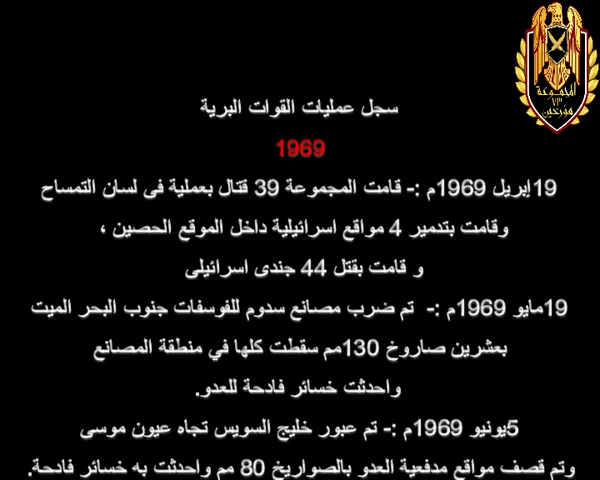 المجموعة
٧٣
مؤرخين
سجل عمليات القوات البرية
1969
19إبريل 1969م :- قامت المجموعة 39 قتال بعملية فى لسان التمساح
وقامت بتدمير 4 مواقع اسرائيلية داخل الموقع الحصين ،
و قامت بقتل 44 جندى اسرائيلى
19مايو 1969م :- تم ضرب مصانع سدوم للفوسفات جنوب البحر الميت
بعشرين صاروخ 130مم سقطت كلها في منطقة المصانع
واحدثت خسائر فادحة للعدو.
5يونيو 1969م :- تم عبور خليج السويس تجاه عيون موسى
وتم قصف مواقع مدفعية العدو بالصواريخ 80 مم واحدثت به خسائر فادحة.